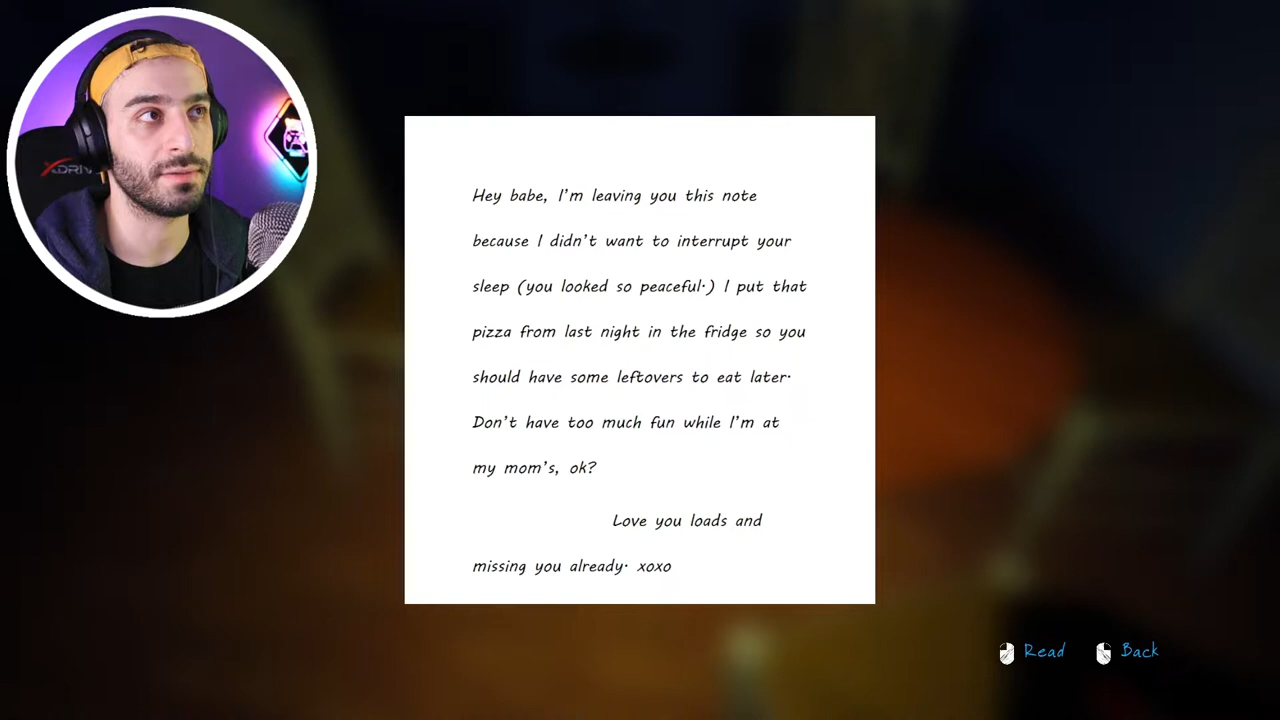 Hey babe, I'm leaving you this note
because I didn't want to interrupt your
sleep (you looked so peaceful.) I put that
pizza from last night in the fridge so you
should have some leftovers to eat later.
Don't have too much fun while I'm at
my mom's, ok?
Love you loads and
missing you already. xoxo
Read Back